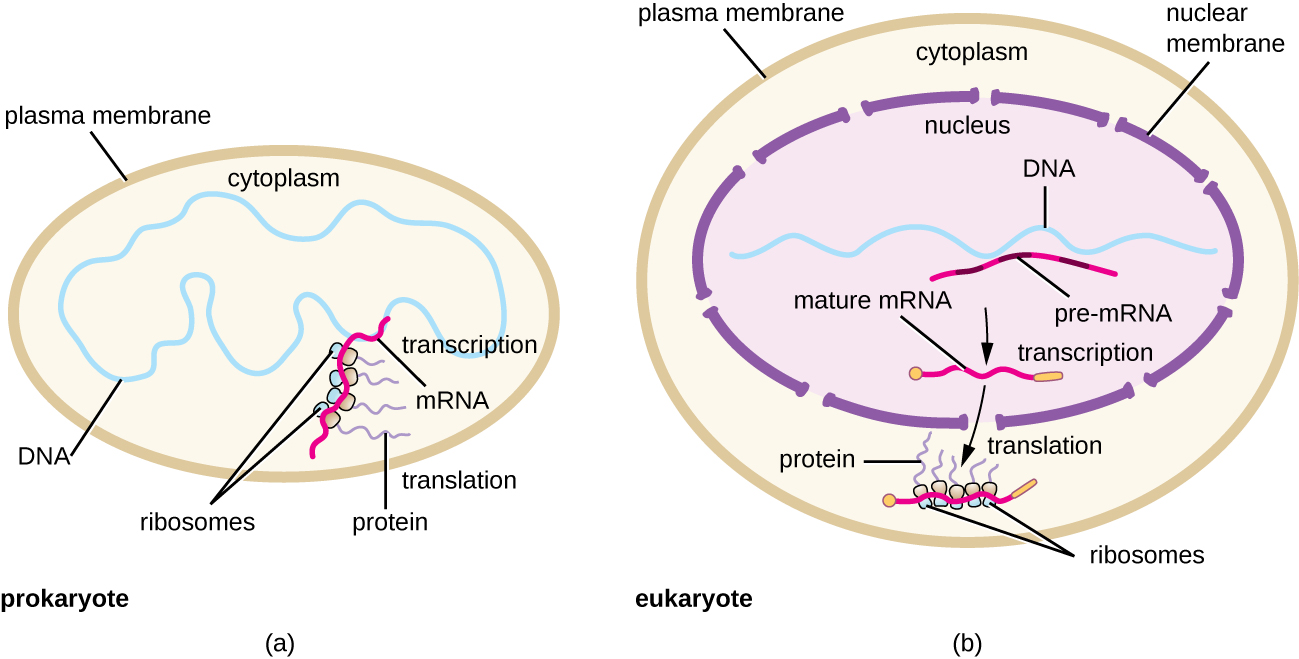 plasma membrane
cytoplasm
transcription
mRNA
DNA
translation
ribosomes
protein
prokaryote
(a)
plasma membrane
nuclear
membrane
cytoplasm
nucleus
DNA
mature mRNA
pre-mRNA
transcription
translation
protein
ribosomes
eukaryote
(b)